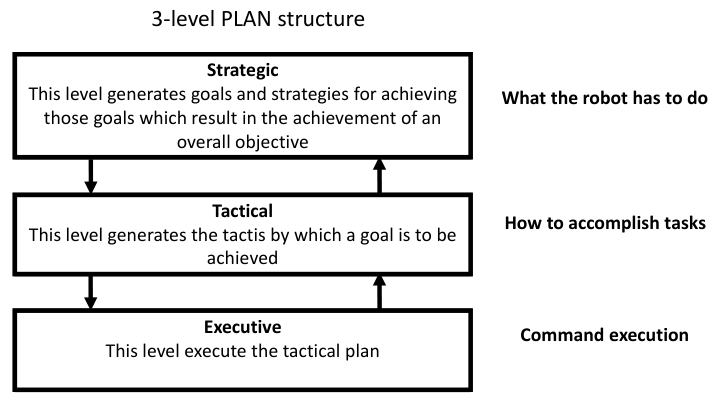 3-level PLAN structure
Strategic
This level generates goals and strategies for achieving
those goals which result in the achievement of an
overall objective
What the robot has to do
Tactical
This level generates the tactis by which a goal is to be
achieved
How to accomplish tasks
Executive
This level execute the tactical plan
Command execution